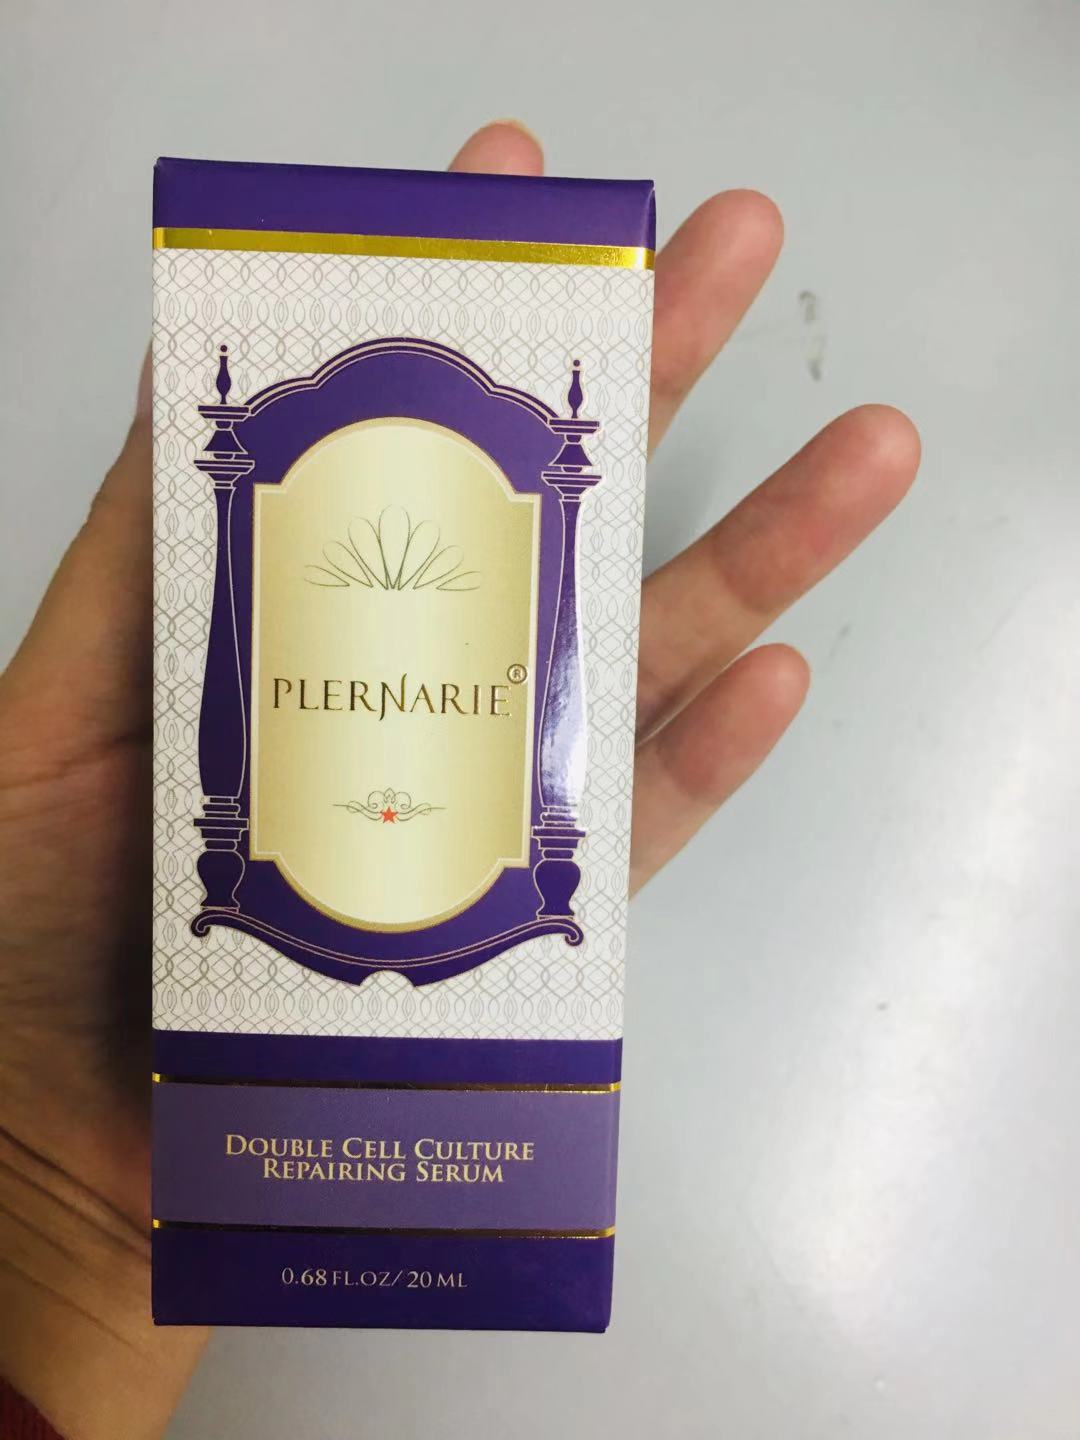 PLERNARIE®
DOUBLE CELL CULTURE
REPAIRING SERUM
0.68 FL.OZ/ 20 ML